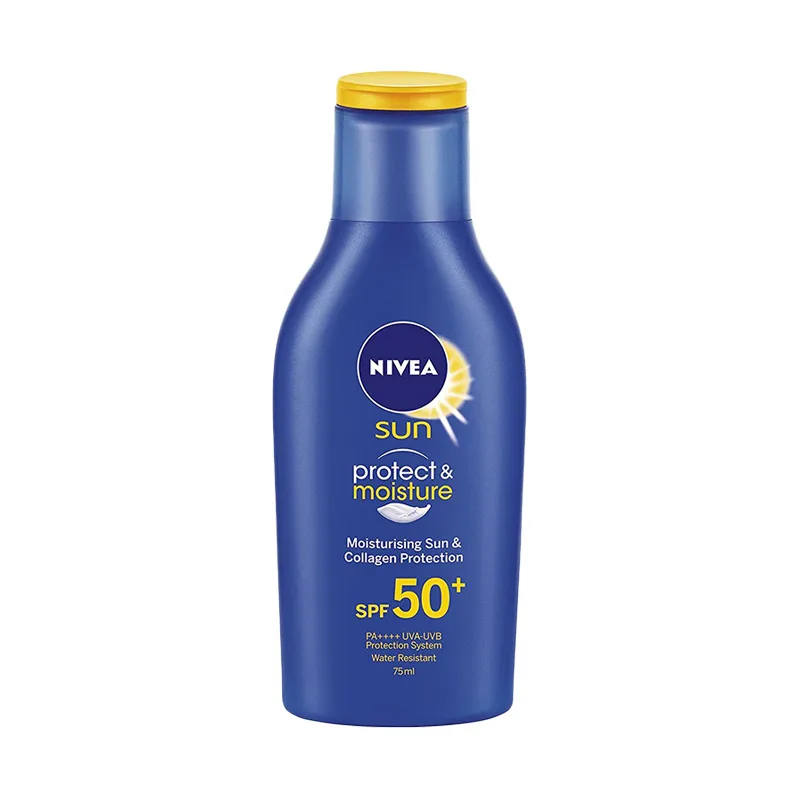 NIVEA
sun
protect &
moisture
Moisturising Sun &
Collagen Protection
SPF 50+
PA++++ UVA-UVB
Protection System
Water Resistant
75ml